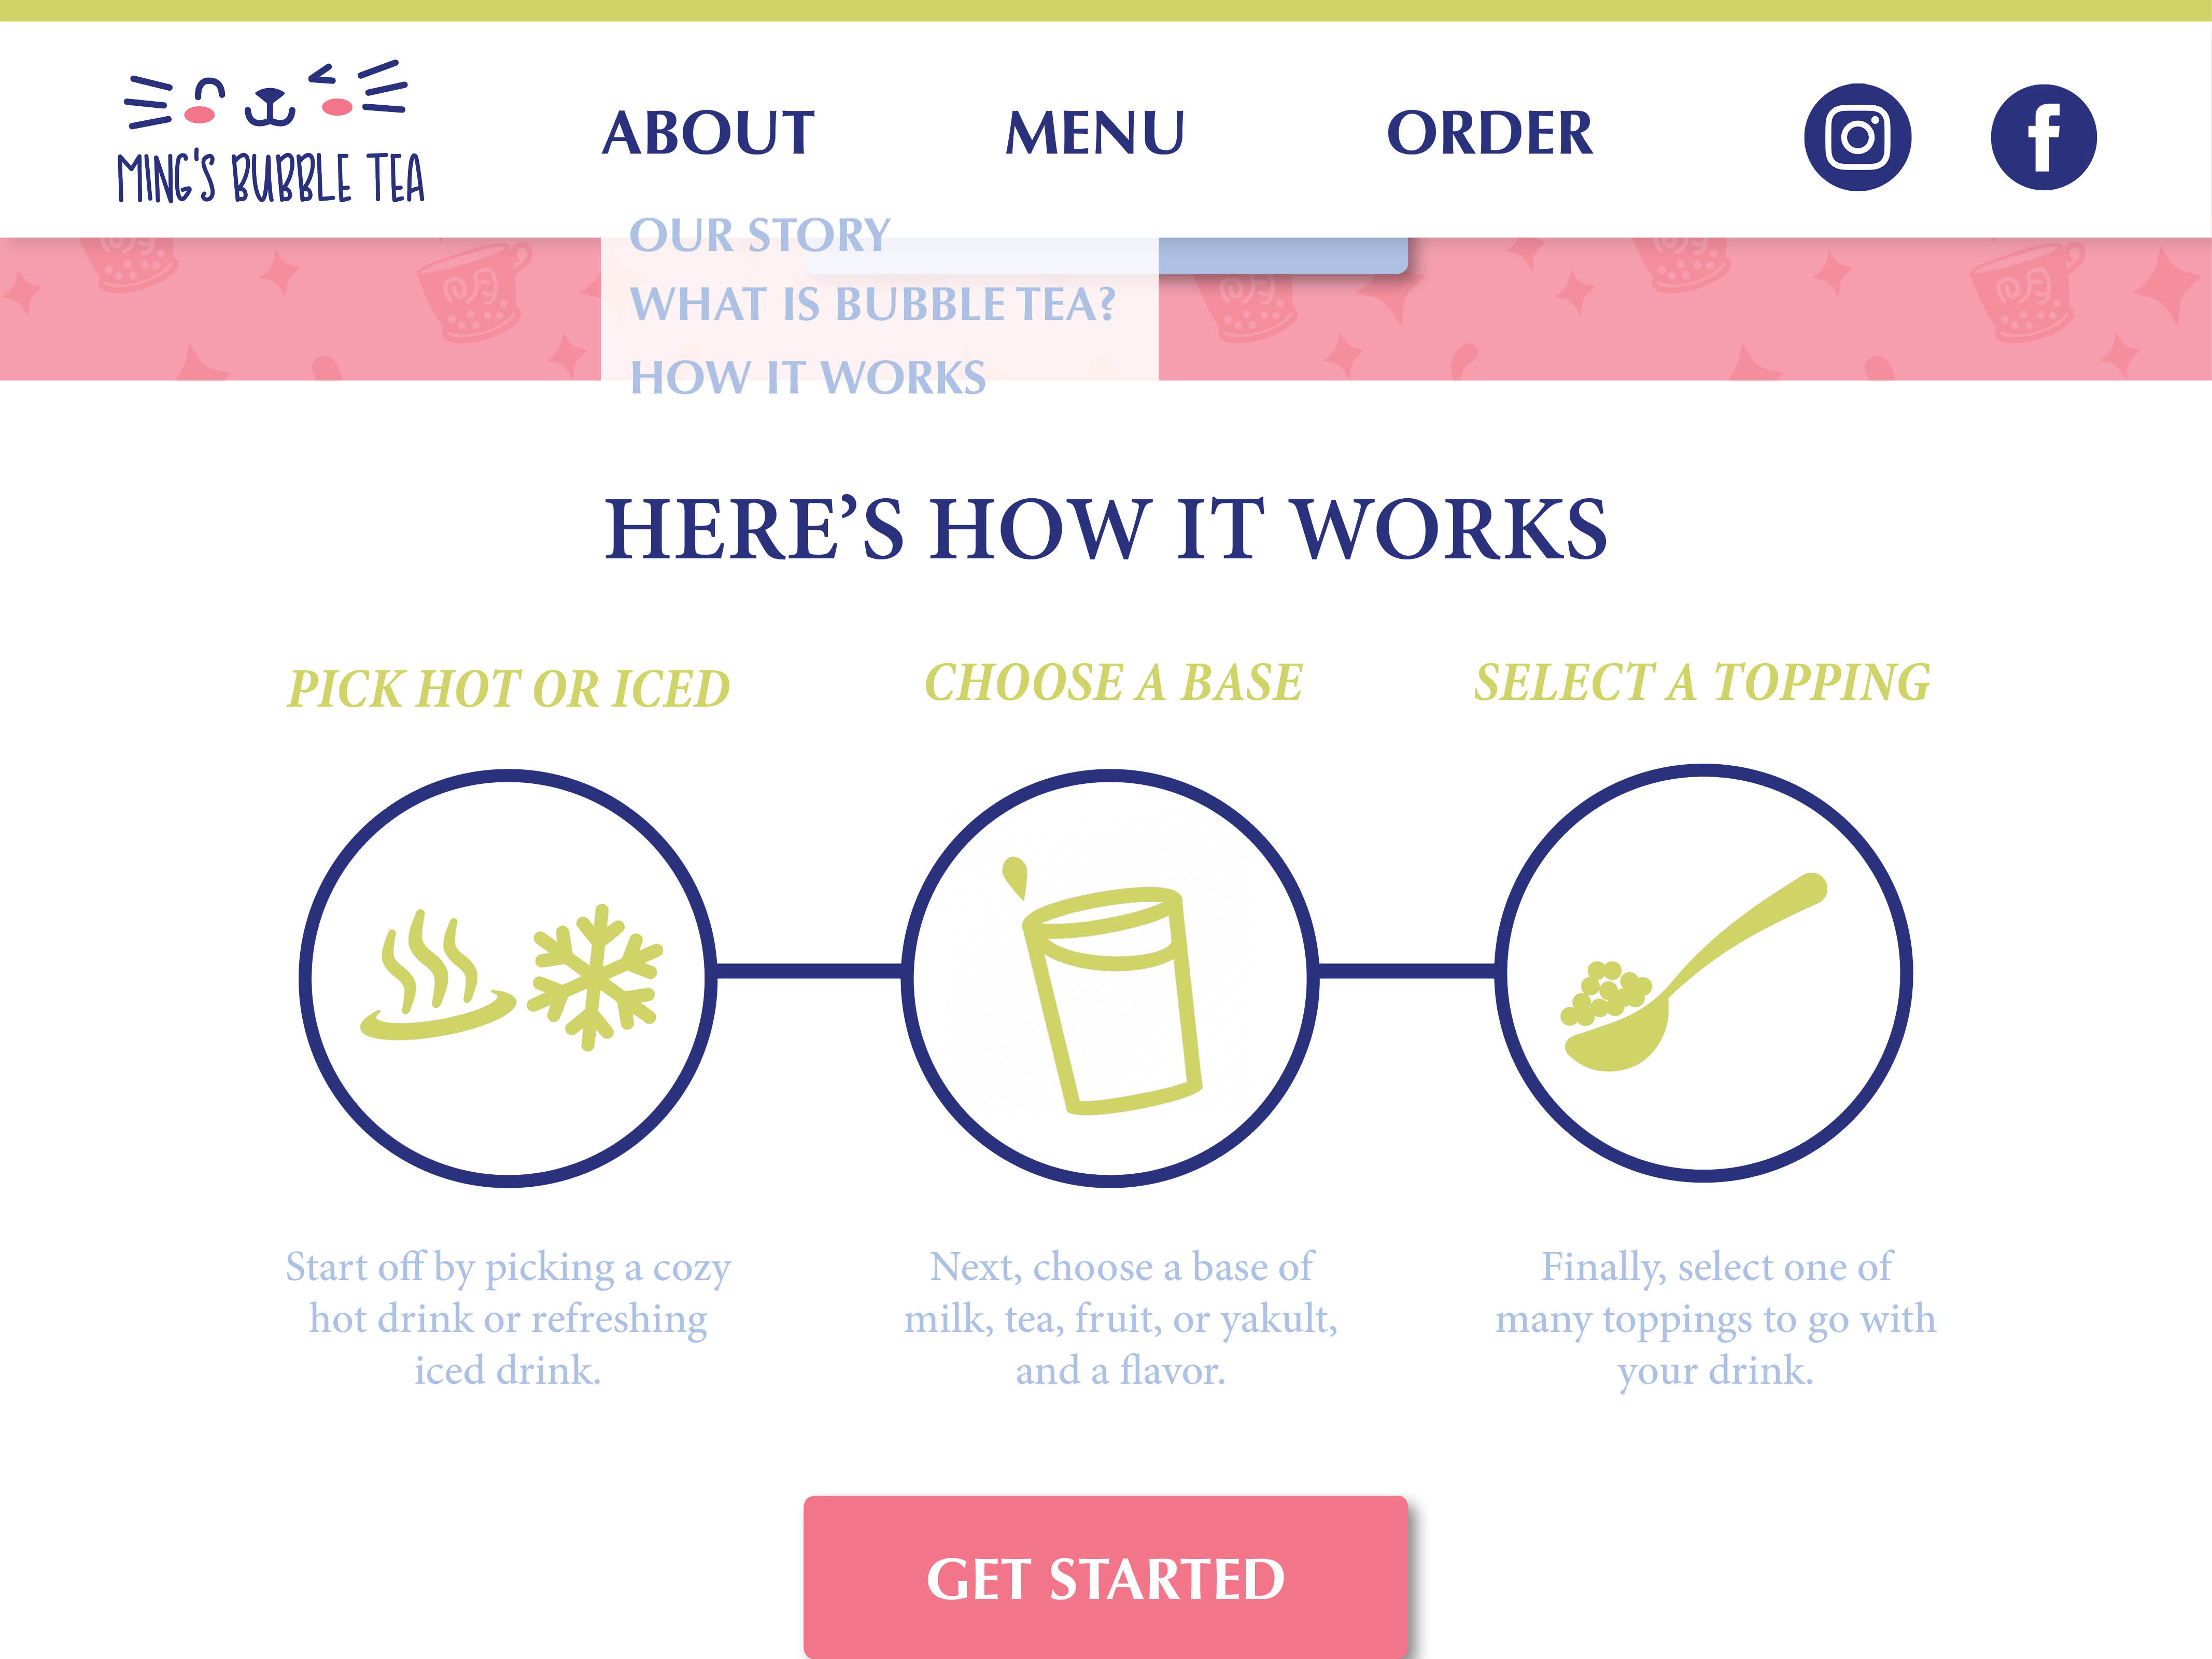 MING'S BUBBLE TEA
ABOUT
MENU
ORDER
OUR STORY
WHAT IS BUBBLE TEA?
HOW IT WORKS
HERE’S HOW IT WORKS
PICK HOT OR ICED
CHOOSE A BASE
SELECT A TOPPING
Start off by picking a cozy
hot drink or refreshing
iced drink.
Next, choose a base of
milk, tea, fruit, or yakult,
and a flavor.
Finally, select one of
many toppings to go with
your drink.
GET STARTED